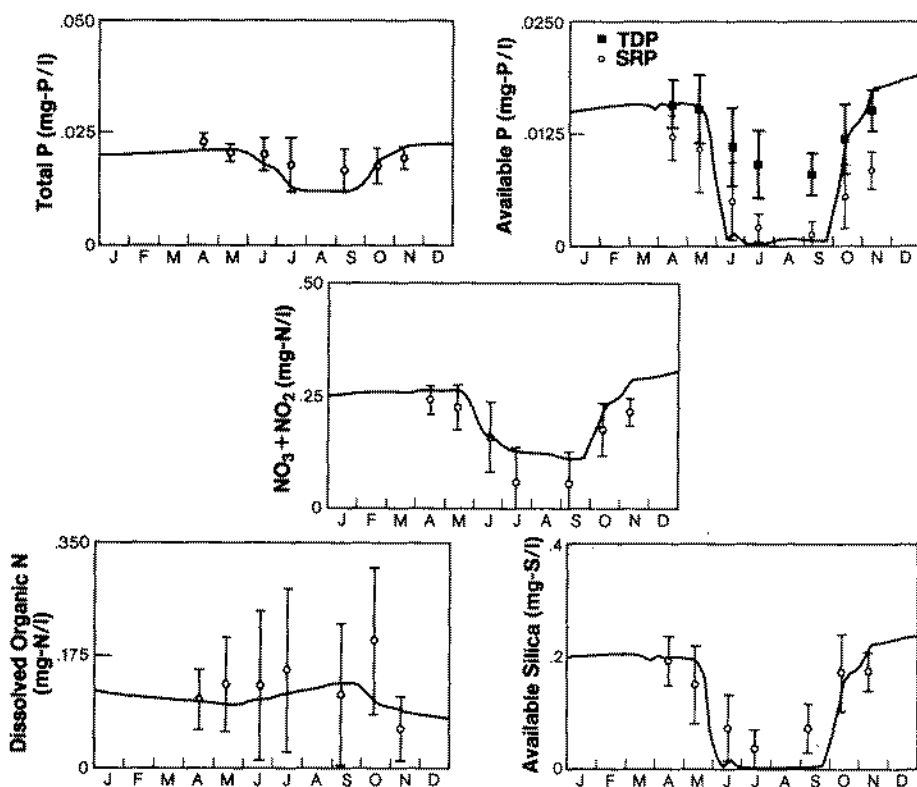 Total P (mg-P/l)
.050
.025
0
J F M A M J J A S O N D
Available P (mg-P/l)
.0250
.0125
0
■ TDP
○ SRP
J F M A M J J A S O N D
NO₃+NO₂ (mg-N/l)
.50
.25
0
J F M A M J J A S O N D
Dissolved Organic N
(mg-N/l)
.350
.175
0
J F M A M J J A S O N D
Available Silica (mg-S/l)
.4
.2
0
J F M A M J J A S O N D